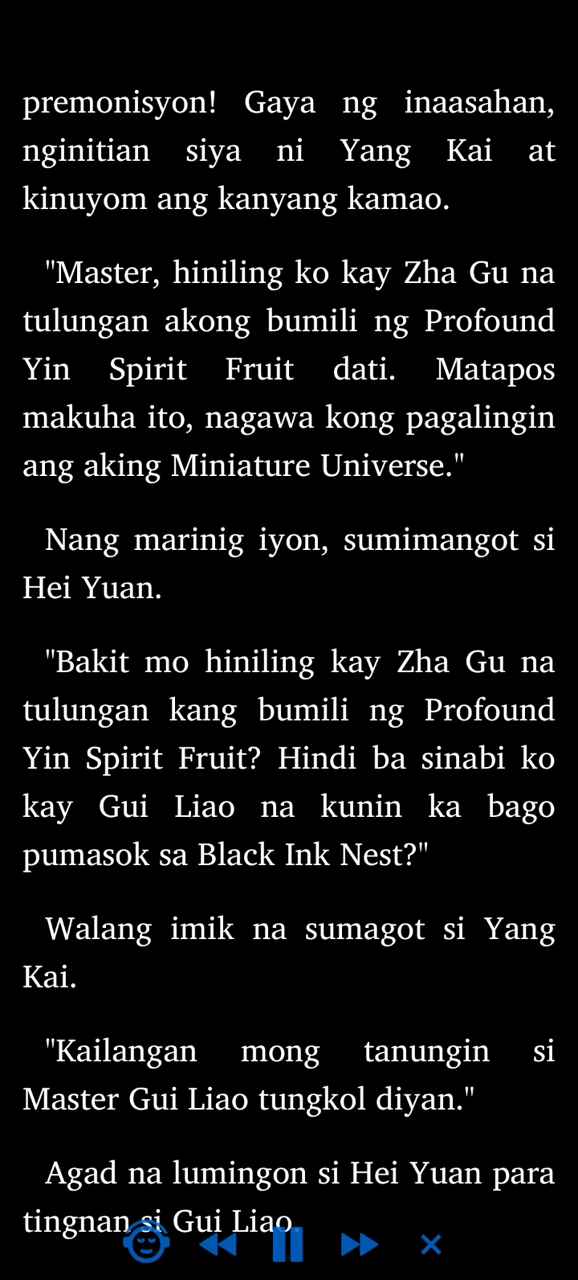 premonisyon! Gaya ng inaasahan,
nginitian siya ni Yang Kai at
kinuyom ang kanyang kamao.
"Master, hiniling ko kay Zha Gu na
tulungan akong bumili ng Profound
Yin Spirit Fruit dati. Matapos
makuha ito, nagawa kong pagalingin
ang aking Miniature Universe."
Nang marinig iyon, sumimangot si
Hei Yuan.
"Bakit mo hiniling kay Zha Gu na
tulungan kang bumili ng Profound
Yin Spirit Fruit? Hindi ba sinabi ko
kay Gui Liao na kunin ka bago
pumasok sa Black Ink Nest?"
Walang imik na sumagot si Yang
Kai.
"Kailangan mong tanungin si
Master Gui Liao tungkol diyan."
Agad na lumingon si Hei Yuan para
tingnan si Gui Liao.